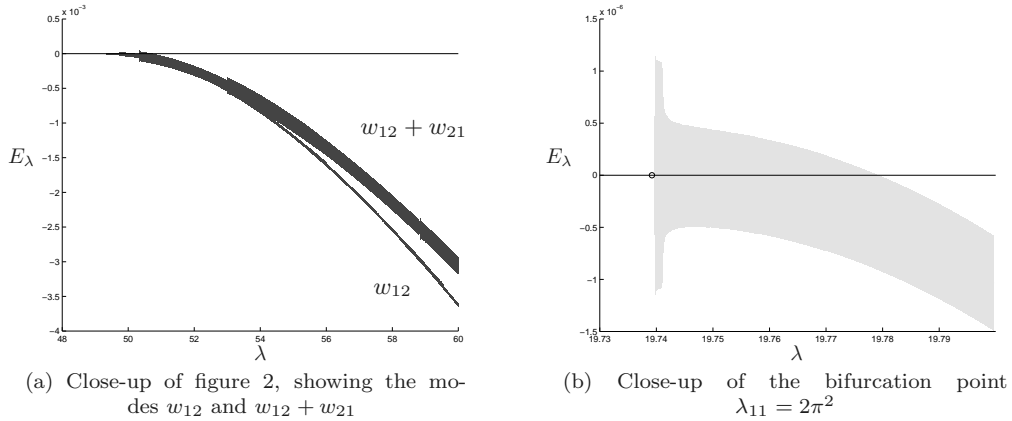 x 10⁻³
0.5
0
−0.5
−1
−1.5
−2
−2.5
−3
−3.5
−4
48
50
52
54
56
58
60
E_λ
λ
w₁₂ + w₂₁
w₁₂
(a) Close-up of figure 2, showing the mo-
des w₁₂ and w₁₂ + w₂₁
x 10⁻⁶
1.5
1
0.5
0
−0.5
−1
−1.5
19.73
19.74
19.75
19.76
19.77
19.78
19.79
E_λ
λ
(b) Close-up of the bifurcation point
λ₁₁ = 2π²